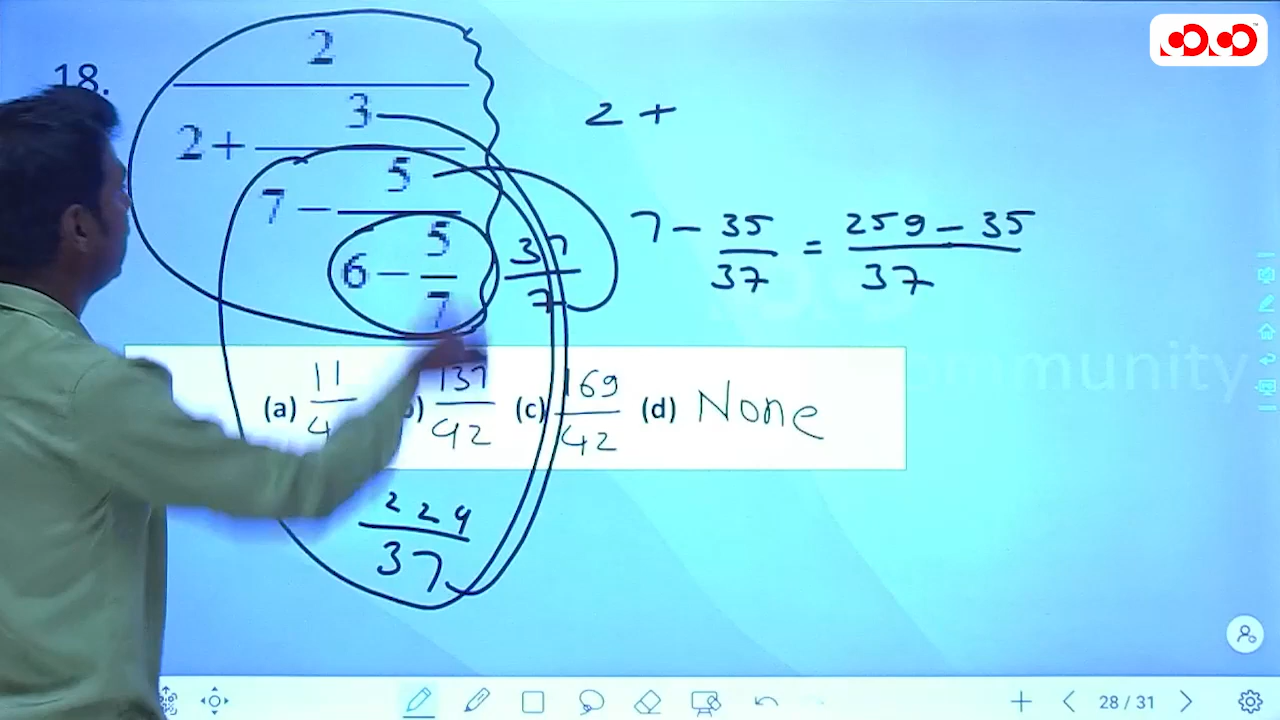 18.
2
2 + 3
7 - 5
6 - 5
7
37
7
2 +
7 - 35 = 259 - 35
37 37
ommunity
(a) 11 137 (c) 169 (d) None
42 42
224
37
28 / 31